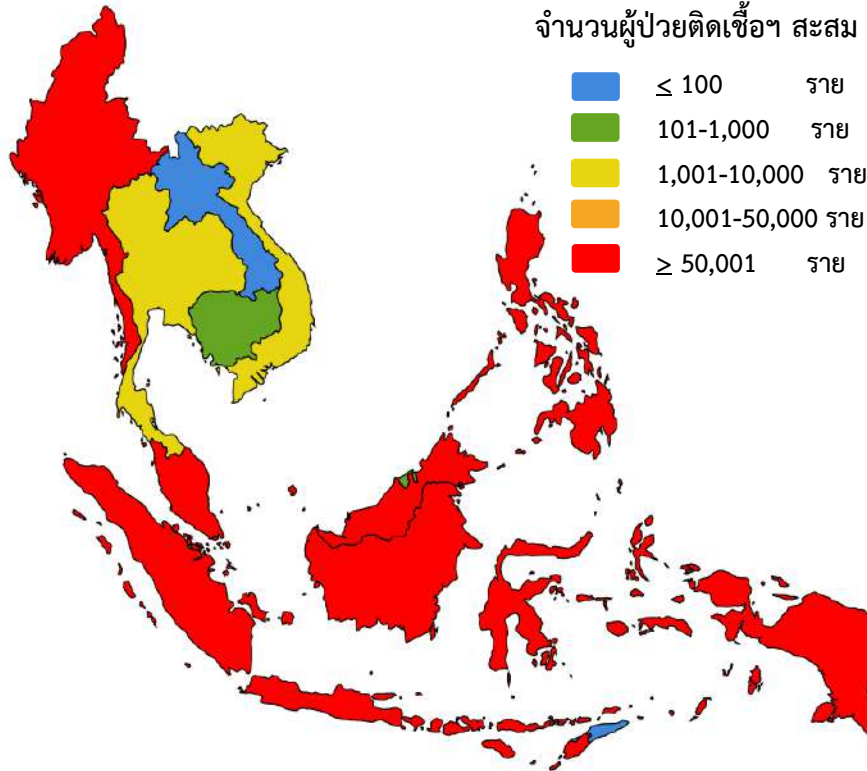 จำนวนผู้ป่วยติดเชื้อฯ สะสม
≤ 100 ราย
101-1,000 ราย
1,001-10,000 ราย
10,001-50,000 ราย
≥ 50,001 ราย